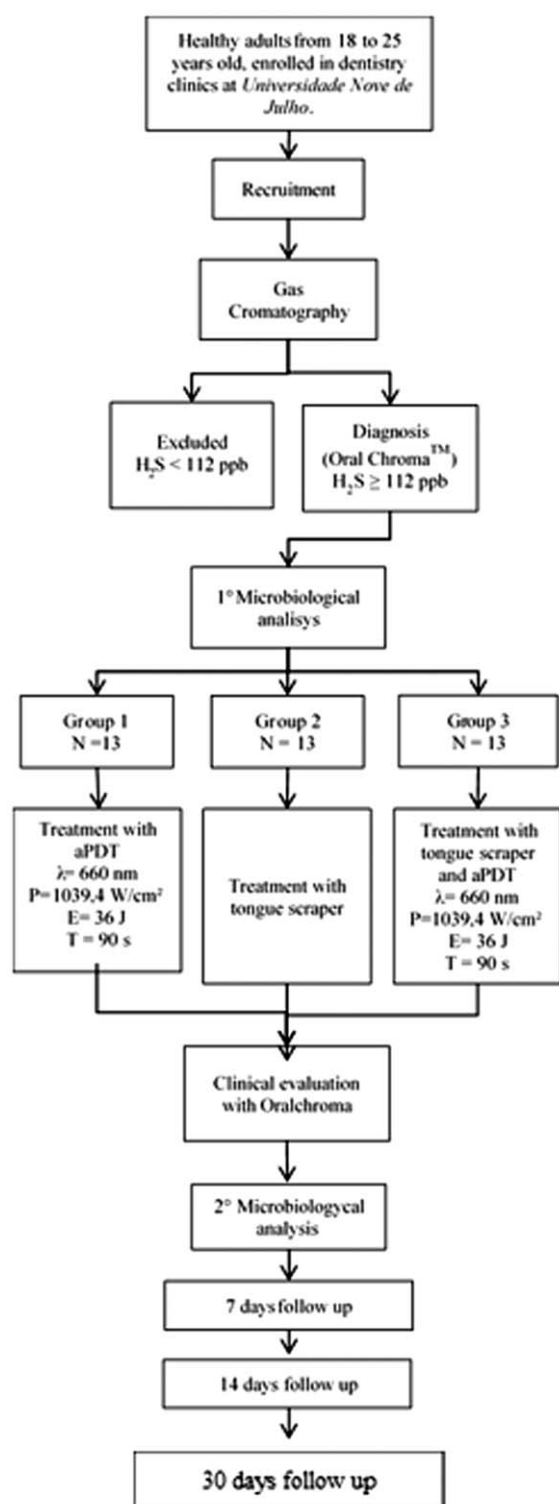 Healthy adults from 18 to 25
years old, enrolled in dentistry
clinics at Universidade Nove de
Julho.
Recruitment
Gas
Cromatography
Excluded
H₂S < 112 ppb
Diagnosis
(Oral Chroma™)
H₂S ≥ 112 ppb
1° Microbiological
analisys
Group 1
N =13
Group 2
N = 13
Group 3
N = 13
Treatment with
aPDT
λ= 660 nm
P=1039,4 W/cm²
E= 36 J
T = 90 s
Treatment with
tongue scraper
Treatment with
tongue scraper
and aPDT
λ= 660 nm
P=1039,4 W/cm²
E= 36 J
T = 90 s
Clinical evaluation
with Oralchroma
2° Microbiologycal
analysis
7 days follow up
14 days follow up
30 days follow up